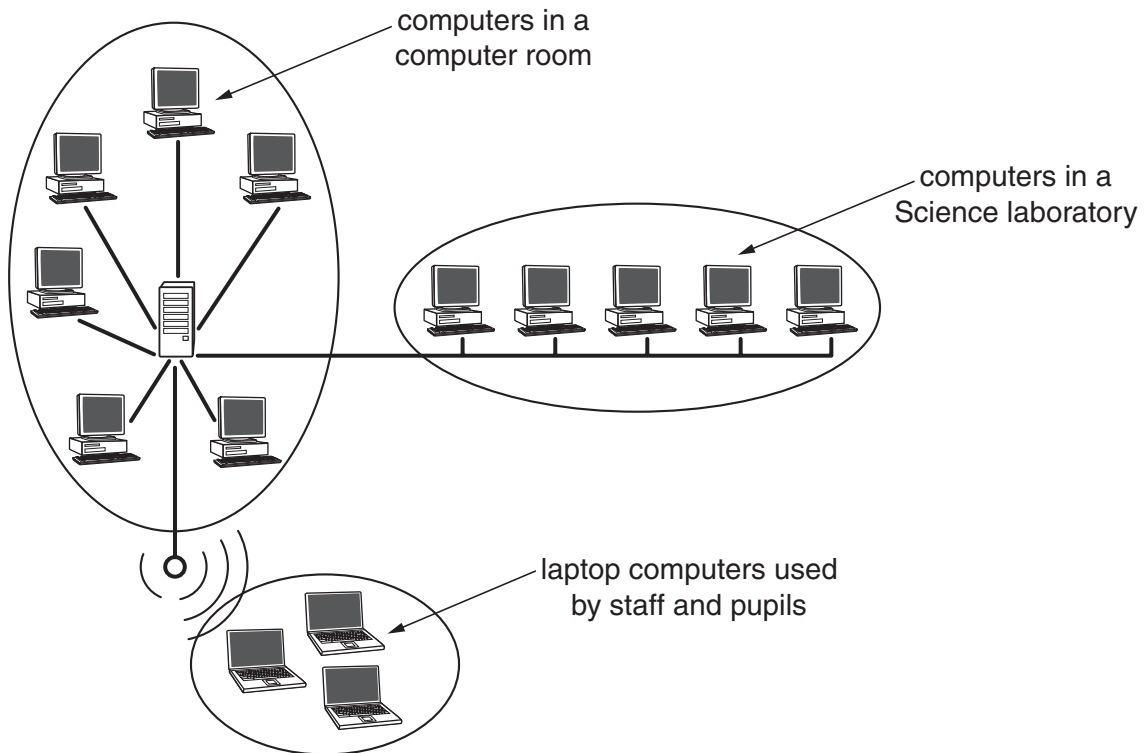 computers in a
computer room
computers in a
Science laboratory
laptop computers used
by staff and pupils